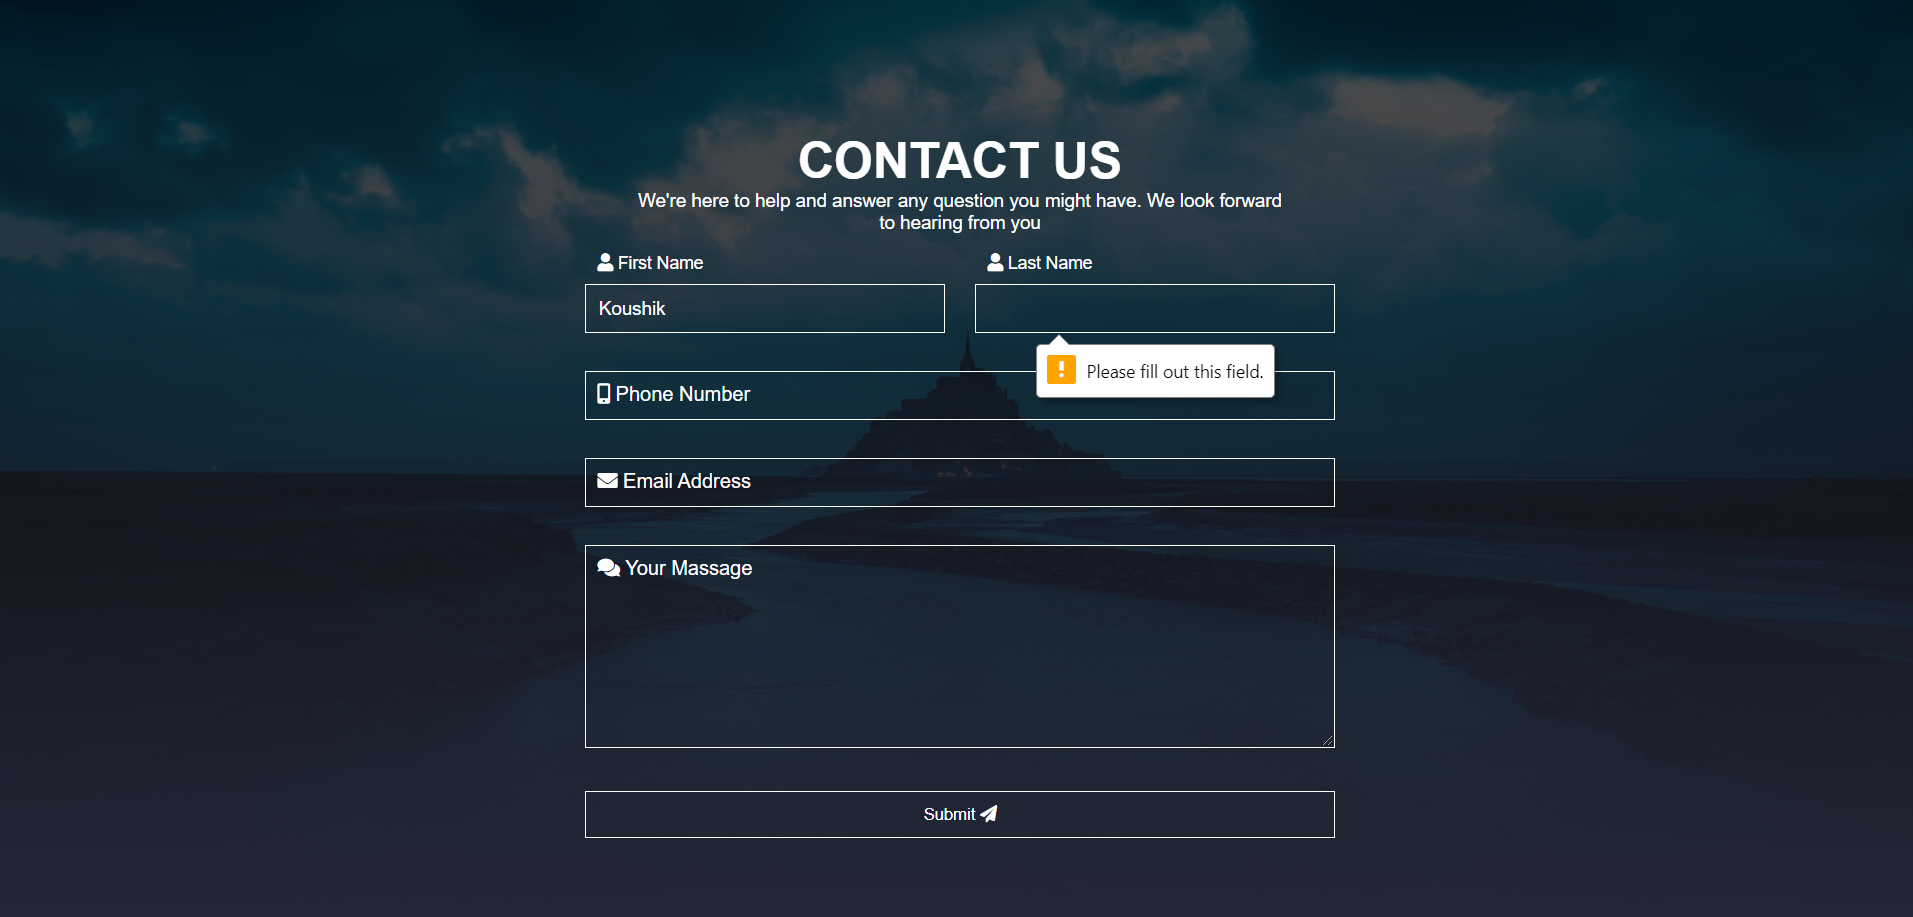 CONTACT US
We're here to help and answer any question you might have. We look forward
to hearing from you
First Name
Last Name
Koushik
Please fill out this field.
Phone Number
Email Address
Your Massage
Submit